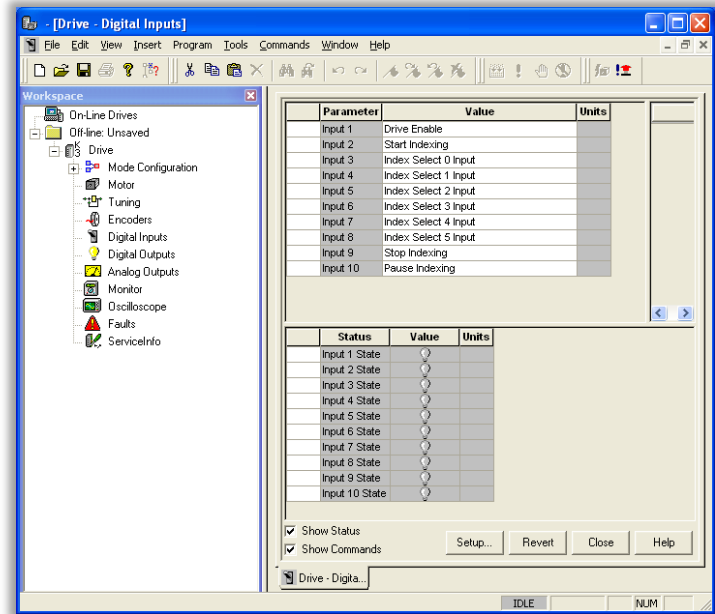 - [Drive - Digital Inputs]
File Edit View Insert Program Tools Commands Window Help
Workspace
On-Line Drives
Off-line: Unsaved
Drive
Mode Configuration
Motor
Tuning
Encoders
Digital Inputs
Digital Outputs
Analog Outputs
Monitor
Oscilloscope
Faults
ServiceInfo
Parameter Value Units
Input 1 Drive Enable
Input 2 Start Indexing
Input 3 Index Select 0 Input
Input 4 Index Select 1 Input
Input 5 Index Select 2 Input
Input 6 Index Select 3 Input
Input 7 Index Select 4 Input
Input 8 Index Select 5 Input
Input 9 Stop Indexing
Input 10 Pause Indexing
Status Value Units
Input 1 State
Input 2 State
Input 3 State
Input 4 State
Input 5 State
Input 6 State
Input 7 State
Input 8 State
Input 9 State
Input 10 State
Show Status
Show Commands
Setup... Revert Close Help
Drive - Digita...
IDLE NUM